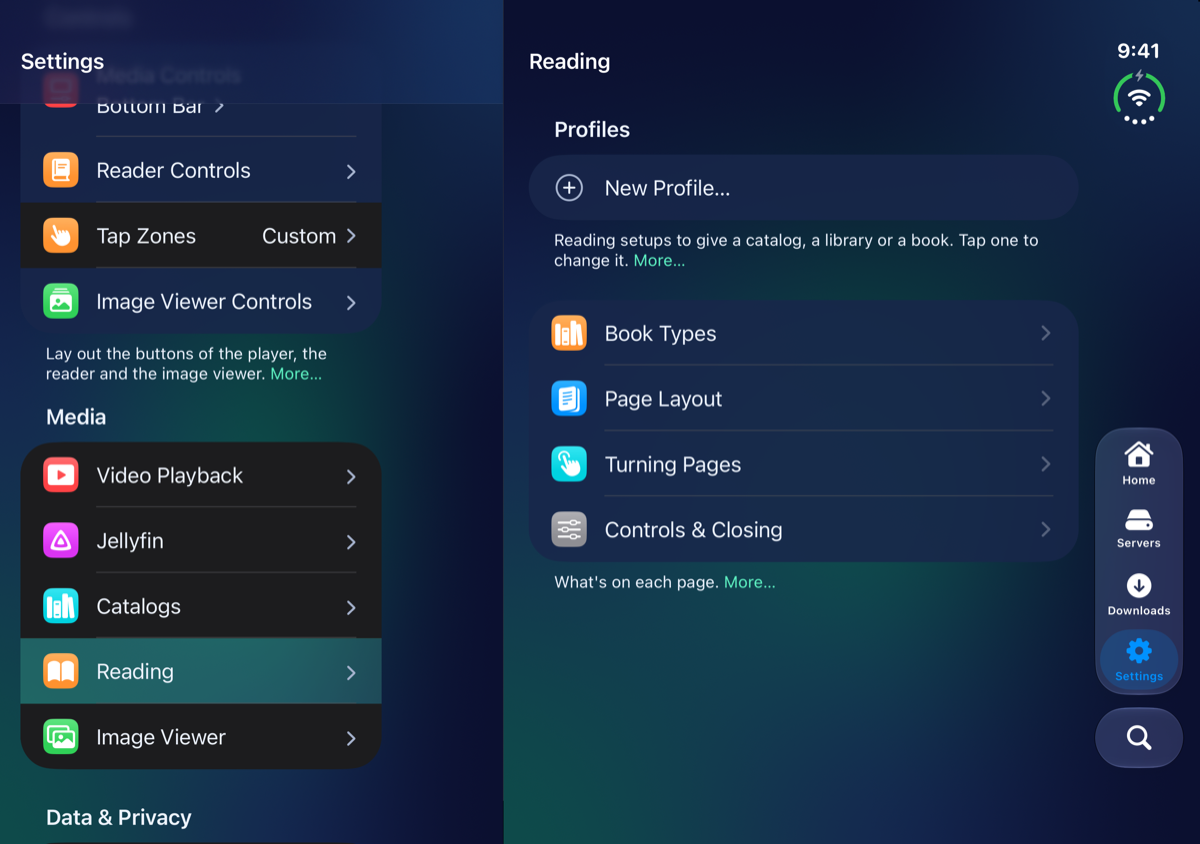 Settings
Media Controls
Bottom Bar
Reader Controls
Tap Zones Custom
Image Viewer Controls
Lay out the buttons of the player, the
reader and the image viewer. More...
Media
Video Playback
Jellyfin
Catalogs
Reading
Image Viewer
Data & Privacy
Reading
Profiles
New Profile...
Reading setups to give a catalog, a library or a book. Tap one to
change it. More...
Book Types
Page Layout
Turning Pages
Controls & Closing
What's on each page. More...
9:41
Home
Servers
Downloads
Settings